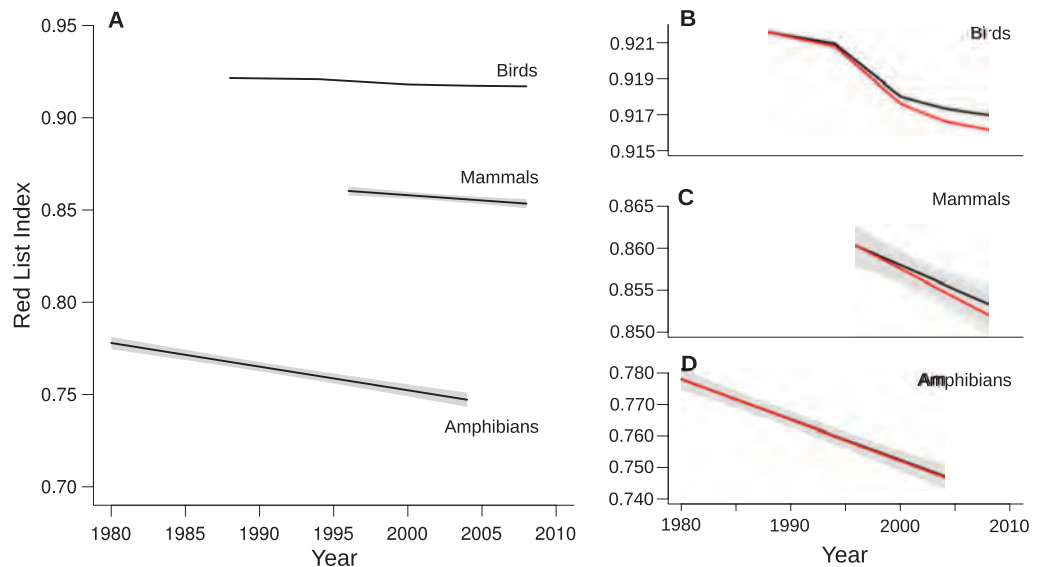 A
0.95
0.90
0.85
0.80
0.75
0.70
Red List Index
Birds
Mammals
Amphibians
1980 1985 1990 1995 2000 2005 2010
Year
B
Birds
0.921
0.919
0.917
0.915
C
Mammals
0.865
0.860
0.855
0.850
D
Amphibians
0.780
0.770
0.760
0.750
0.740
1980 1990 2000 2010
Year